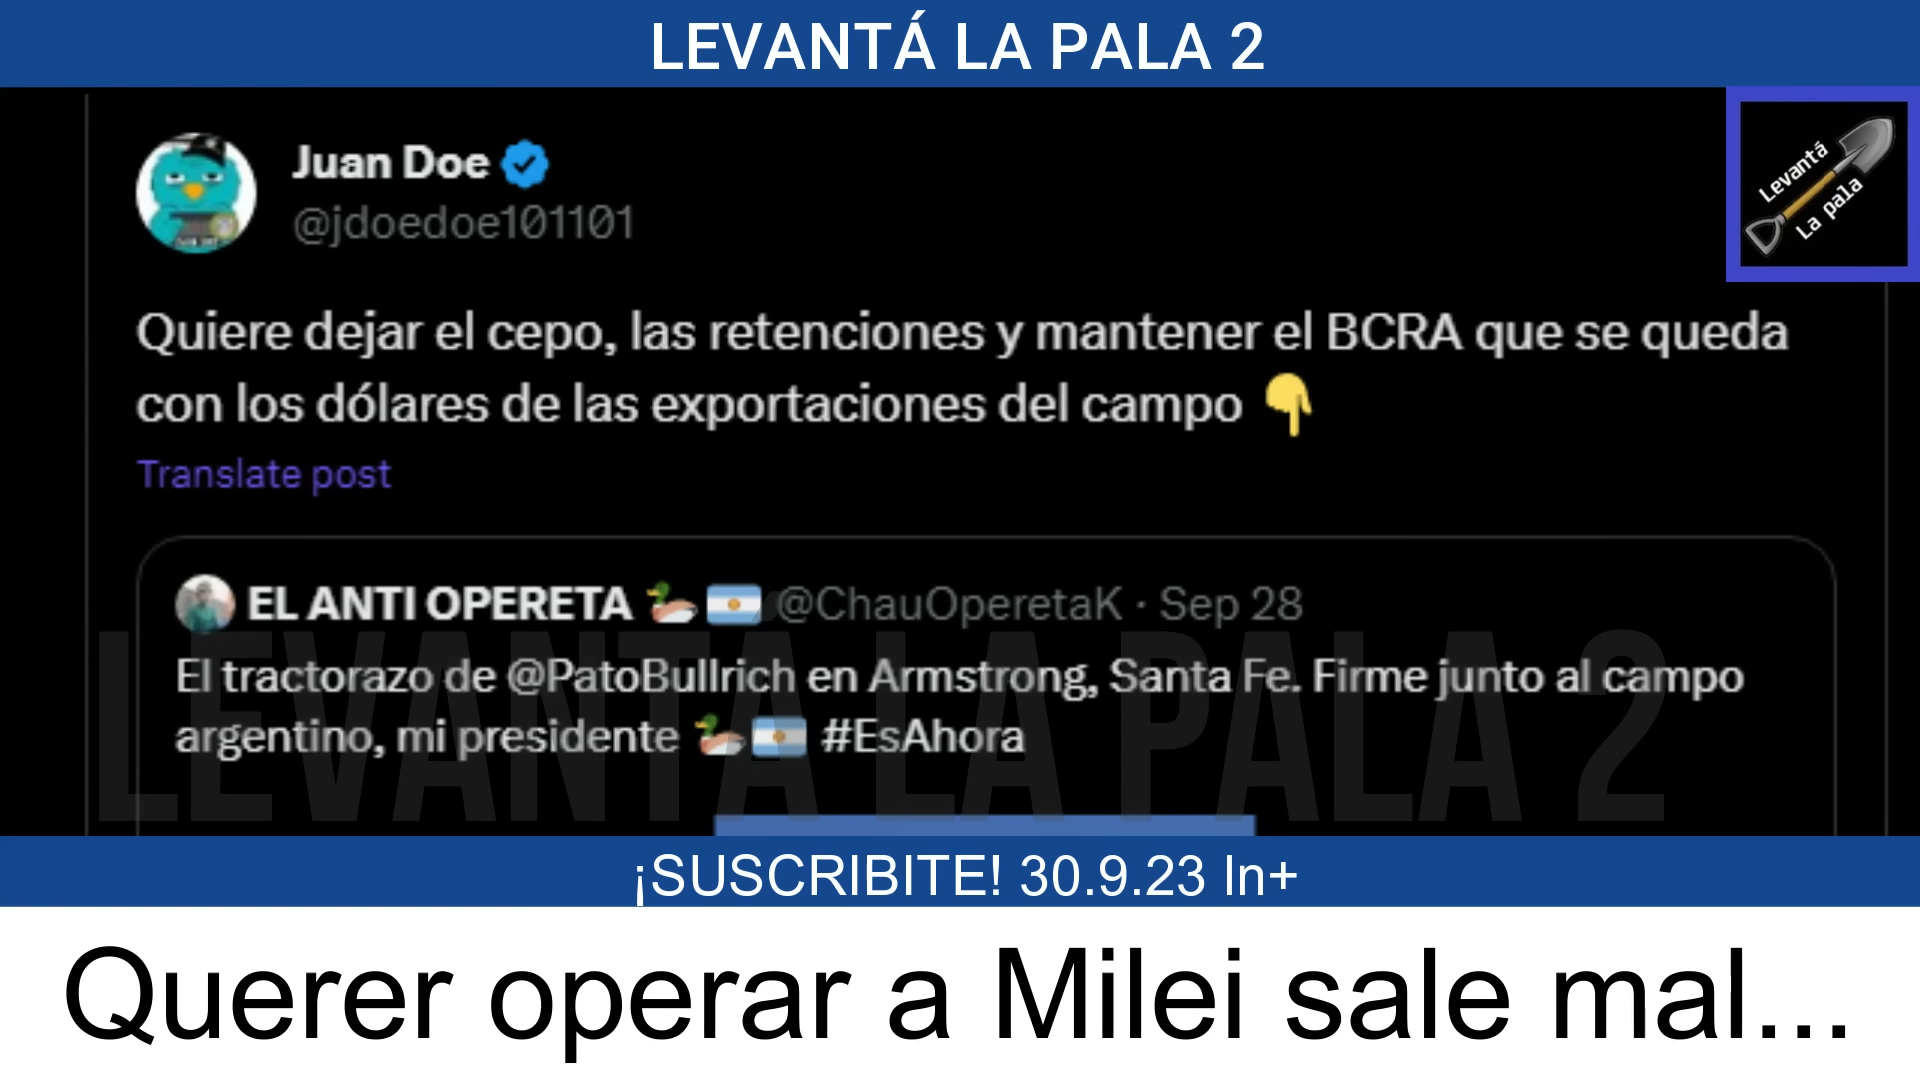 LEVANTÁ LA PALA 2
Levantá
La pala
Juan Doe
@jdoedoe101101
Quiere dejar el cepo, las retenciones y mantener el BCRA que se queda
con los dólares de las exportaciones del campo 👇
Translate post
EL ANTI OPERETA 🦆🇦🇷 @ChauOperetaK · Sep 28
El tractorazo de @PatoBullrich en Armstrong, Santa Fe. Firme junto al campo
argentino, mi presidente 🦆🇦🇷 #EsAhora
LEVANTA LA PALA 2
¡SUSCRIBITE! 30.9.23 ln+
Querer operar a Milei sale mal...